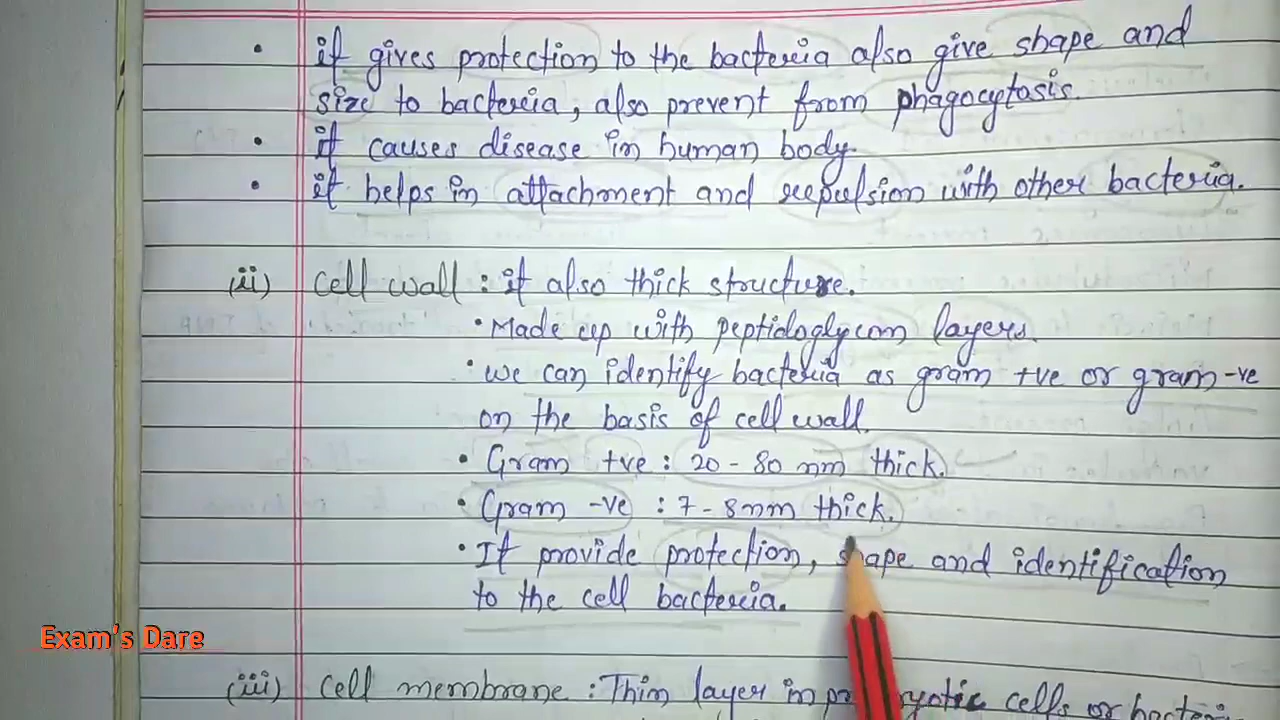 • it gives protection to the bacteria also give shape and
size to bacteria, also prevent from phagocytosis.
• it causes disease in human body.
• it helps in attachment and repulsion with other bacteria.
(ii) Cell wall : it also thick structure.
• Made up with peptidoglycon layers.
• we can identify bacteria as gram +ve or gram -ve
on the basis of cell wall.
• Gram +ve : 20 - 80 nm thick.
• Gram -ve : 7 - 8nm thick.
• It provide protection, shape and identification
to the cell bacteria.
Exam's Dare
(iii) Cell membrane : Thin layer in cells or